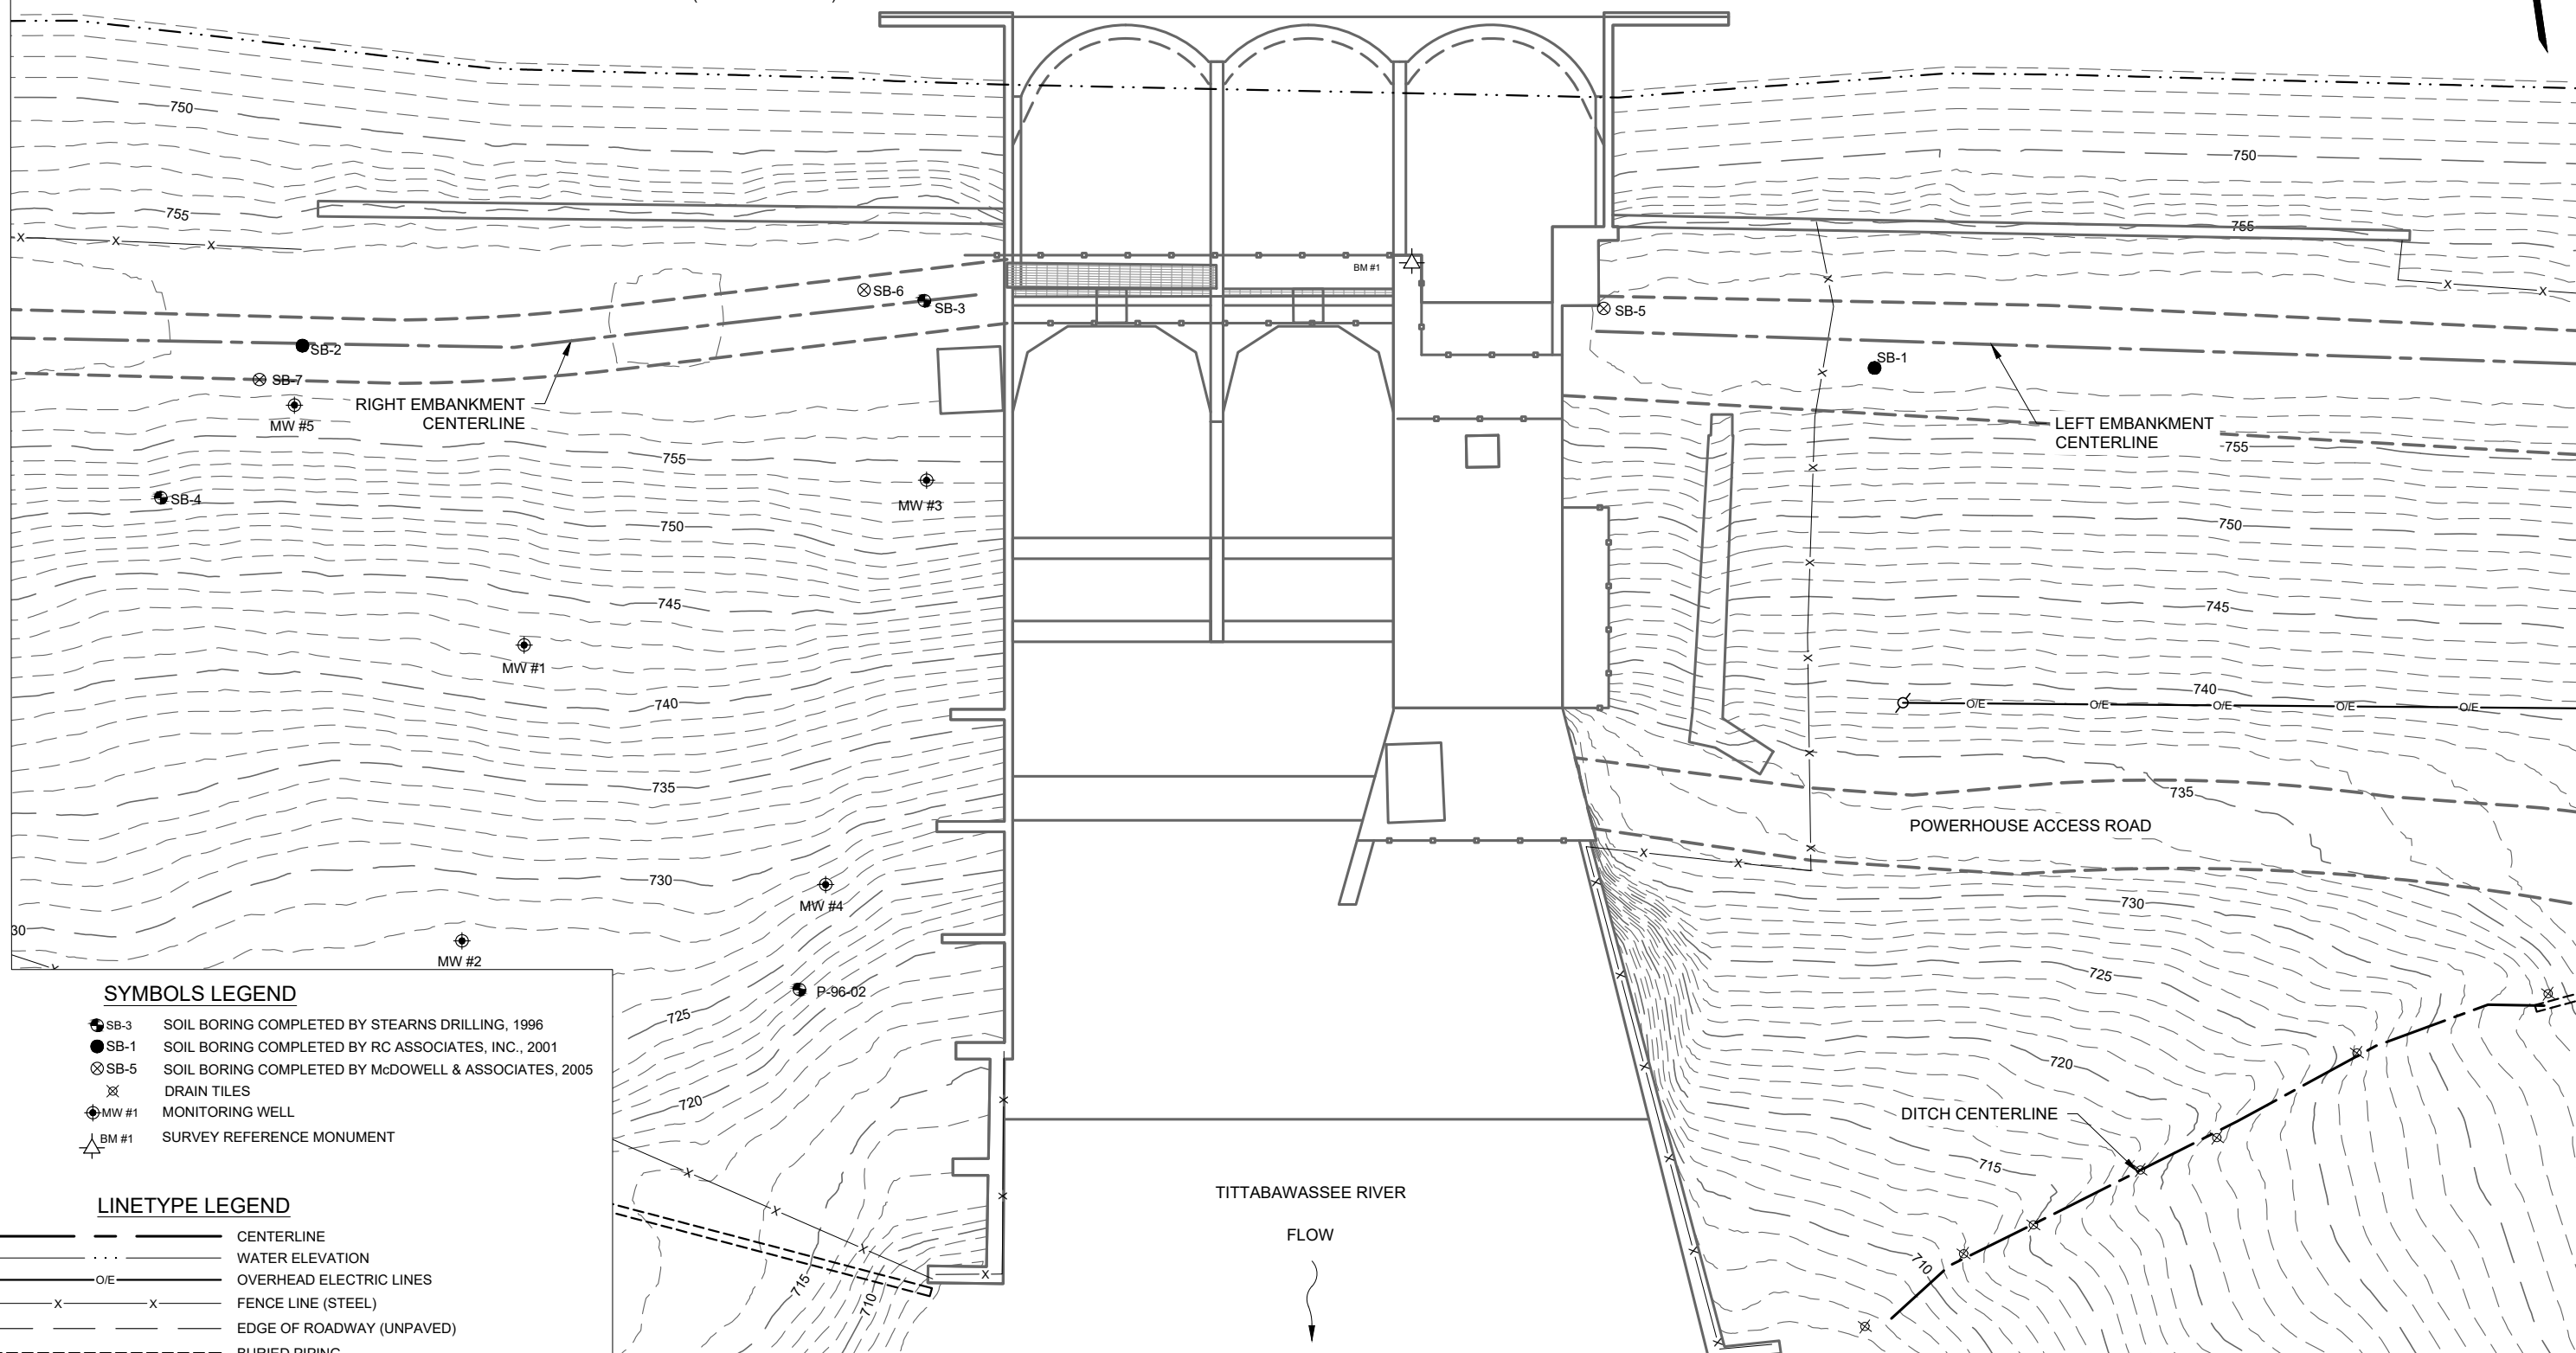 750
750
755
755
X X X
X
X X
BM #1
SB-6
SB-3
SB-5
SB-2
SB-1
SB-7
X
RIGHT EMBANKMENT
CENTERLINE
MW #5
LEFT EMBANKMENT
CENTERLINE
755
755
X
SB-4
MW #3
750
750
X
745
745
MW #1
X
740
740
O/E O/E O/E O/E O/E
X
735
735
POWERHOUSE ACCESS ROAD
X
X X
730
730
X
MW #4
30
MW #2
X
X
725
P-96-02
725
SYMBOLS LEGEND
SB-3 SOIL BORING COMPLETED BY STEARNS DRILLING, 1996
SB-1 SOIL BORING COMPLETED BY RC ASSOCIATES, INC., 2001
SB-5 SOIL BORING COMPLETED BY McDOWELL & ASSOCIATES, 2005
DRAIN TILES
MW #1 MONITORING WELL
BM #1 SURVEY REFERENCE MONUMENT
720
720
X
X
DITCH CENTERLINE
X
X
715
X
X
X
TITTABAWASSEE RIVER
FLOW
X
X
X
715
710
710
X
LINETYPE LEGEND
CENTERLINE
WATER ELEVATION
O/E OVERHEAD ELECTRIC LINES
X X FENCE LINE (STEEL)
EDGE OF ROADWAY (UNPAVED)